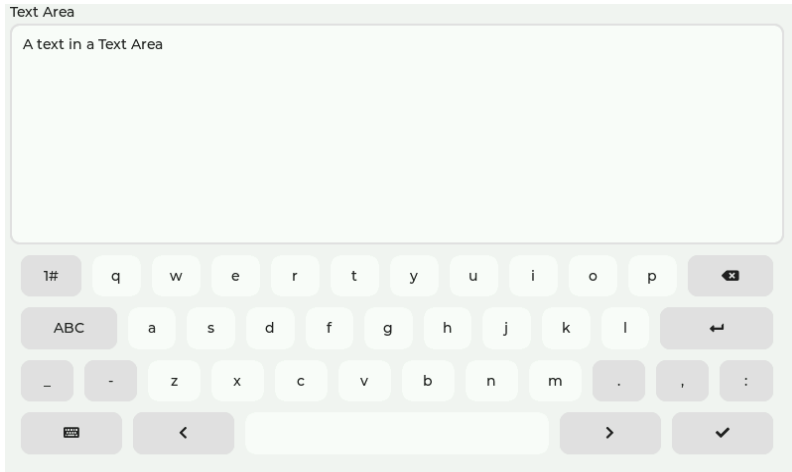 Text Area
A text in a Text Area
1# q w e r t y u i o p
ABC a s d f g h j k l
_ - z x c v b n m . , :